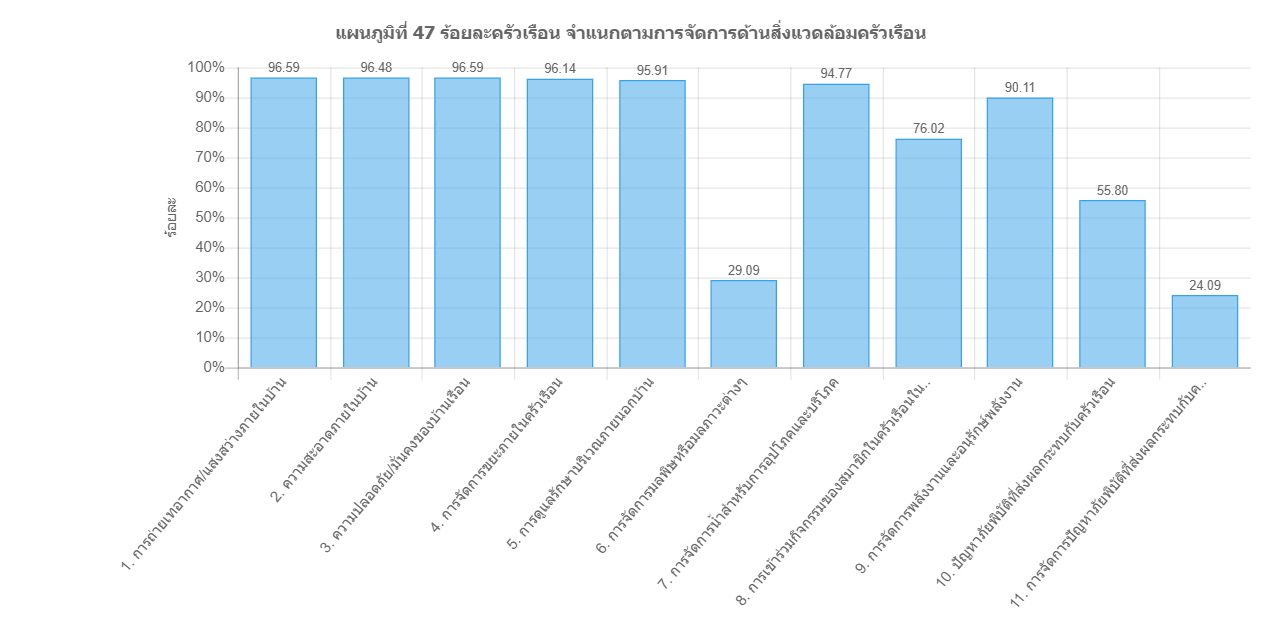 แผนภูมิที่ 47 ร้อยละครัวเรือน จำแนกตามการจัดการด้านสิ่งแวดล้อมครัวเรือน
ร้อยละ
100%
90%
80%
70%
60%
50%
40%
30%
20%
10%
0%
96.59
96.48
96.59
96.14
95.91
29.09
94.77
76.02
90.11
55.80
24.09
1. การถ่ายเทอากาศ/แสงสว่างภายในบ้าน
2. ความสะอาดภายในบ้าน
3. ความปลอดภัย/มั่นคงของบ้านเรือน
4. การจัดการขยะภายในครัวเรือน
5. การดูแลรักษาบริเวณภายนอกบ้าน
6. การจัดการมลพิษหรือมลภาวะต่างๆ
7. การจัดการน้ำสำหรับการอุปโภคและบริโภค
8. การเข้าร่วมกิจกรรมของสมาชิกในครัวเรือนใน..
9. การจัดการพลังงานและอนุรักษ์พลังงาน
10. ปัญหาภัยพิบัติที่ส่งผลกระทบกับครัวเรือน
11. การจัดการปัญหาภัยพิบัติที่ส่งผลกระทบกับค..